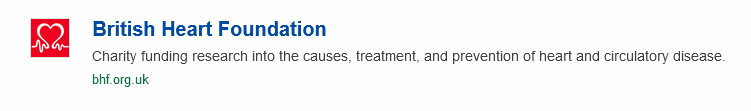 British Heart Foundation
Charity funding research into the causes, treatment, and prevention of heart and circulatory disease.
bhf.org.uk